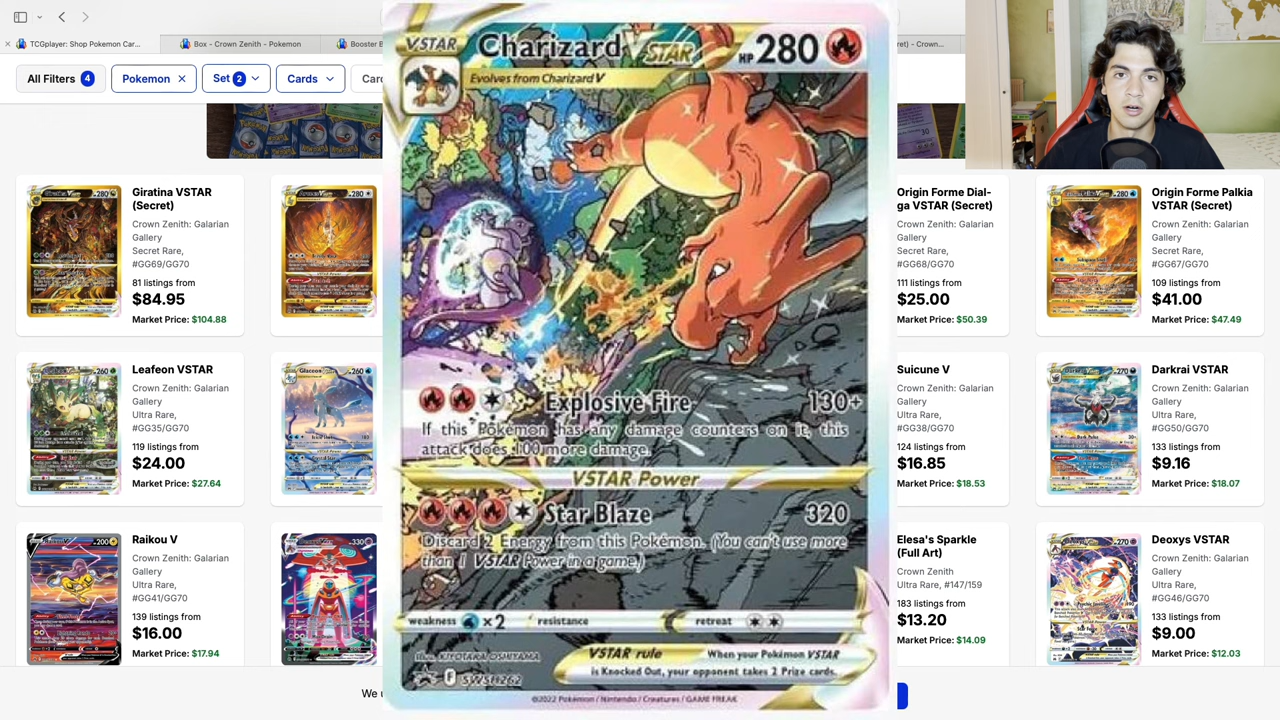 TCGplayer: Shop Pokemon Car...
Box - Crown Zenith - Pokemon
Booster B
et) - Crown...
All Filters 4
Pokemon ×
Set 2
Cards
Card
VSTAR
Charizard VSTAR
HP 280
Evolves from Charizard V
Explosive Fire 130+
If this Pokémon has any damage counters on it, this
attack does 100 more damage.
VSTAR Power
Star Blaze 320
Discard 2 Energy from this Pokémon. (You can't use more
than 1 VSTAR Power in a game.)
weakness ×2 resistance retreat
Illus. KIYOTAKA OSHIYAMA
F SWSH262
VSTAR rule When your Pokémon VSTAR
is Knocked Out, your opponent takes 2 Prize cards.
©2022 Pokémon / Nintendo / Creatures / GAME FREAK
Giratina VSTAR
(Secret)
Crown Zenith: Galarian
Gallery
Secret Rare,
#GG69/GG70
81 listings from
$84.95
Market Price: $104.88
Origin Forme Dial-
ga VSTAR (Secret)
Crown Zenith: Galarian
Gallery
Secret Rare,
#GG68/GG70
111 listings from
$25.00
Market Price: $50.39
Origin Forme Palkia
VSTAR (Secret)
Crown Zenith: Galarian
Gallery
Secret Rare,
#GG67/GG70
109 listings from
$41.00
Market Price: $47.49
Leafeon VSTAR
Crown Zenith: Galarian
Gallery
Ultra Rare,
#GG35/GG70
119 listings from
$24.00
Market Price: $27.64
Suicune V
Crown Zenith: Galarian
Gallery
Ultra Rare,
#GG38/GG70
124 listings from
$16.85
Market Price: $18.53
Darkrai VSTAR
Crown Zenith: Galarian
Gallery
Ultra Rare,
#GG50/GG70
133 listings from
$9.16
Market Price: $18.07
Raikou V
Crown Zenith: Galarian
Gallery
Ultra Rare,
#GG41/GG70
139 listings from
$16.00
Market Price: $17.94
Elesa's Sparkle
(Full Art)
Crown Zenith
Ultra Rare, #147/159
183 listings from
$13.20
Market Price: $14.09
Deoxys VSTAR
Crown Zenith: Galarian
Gallery
Ultra Rare,
#GG46/GG70
133 listings from
$9.00
Market Price: $12.03
We u